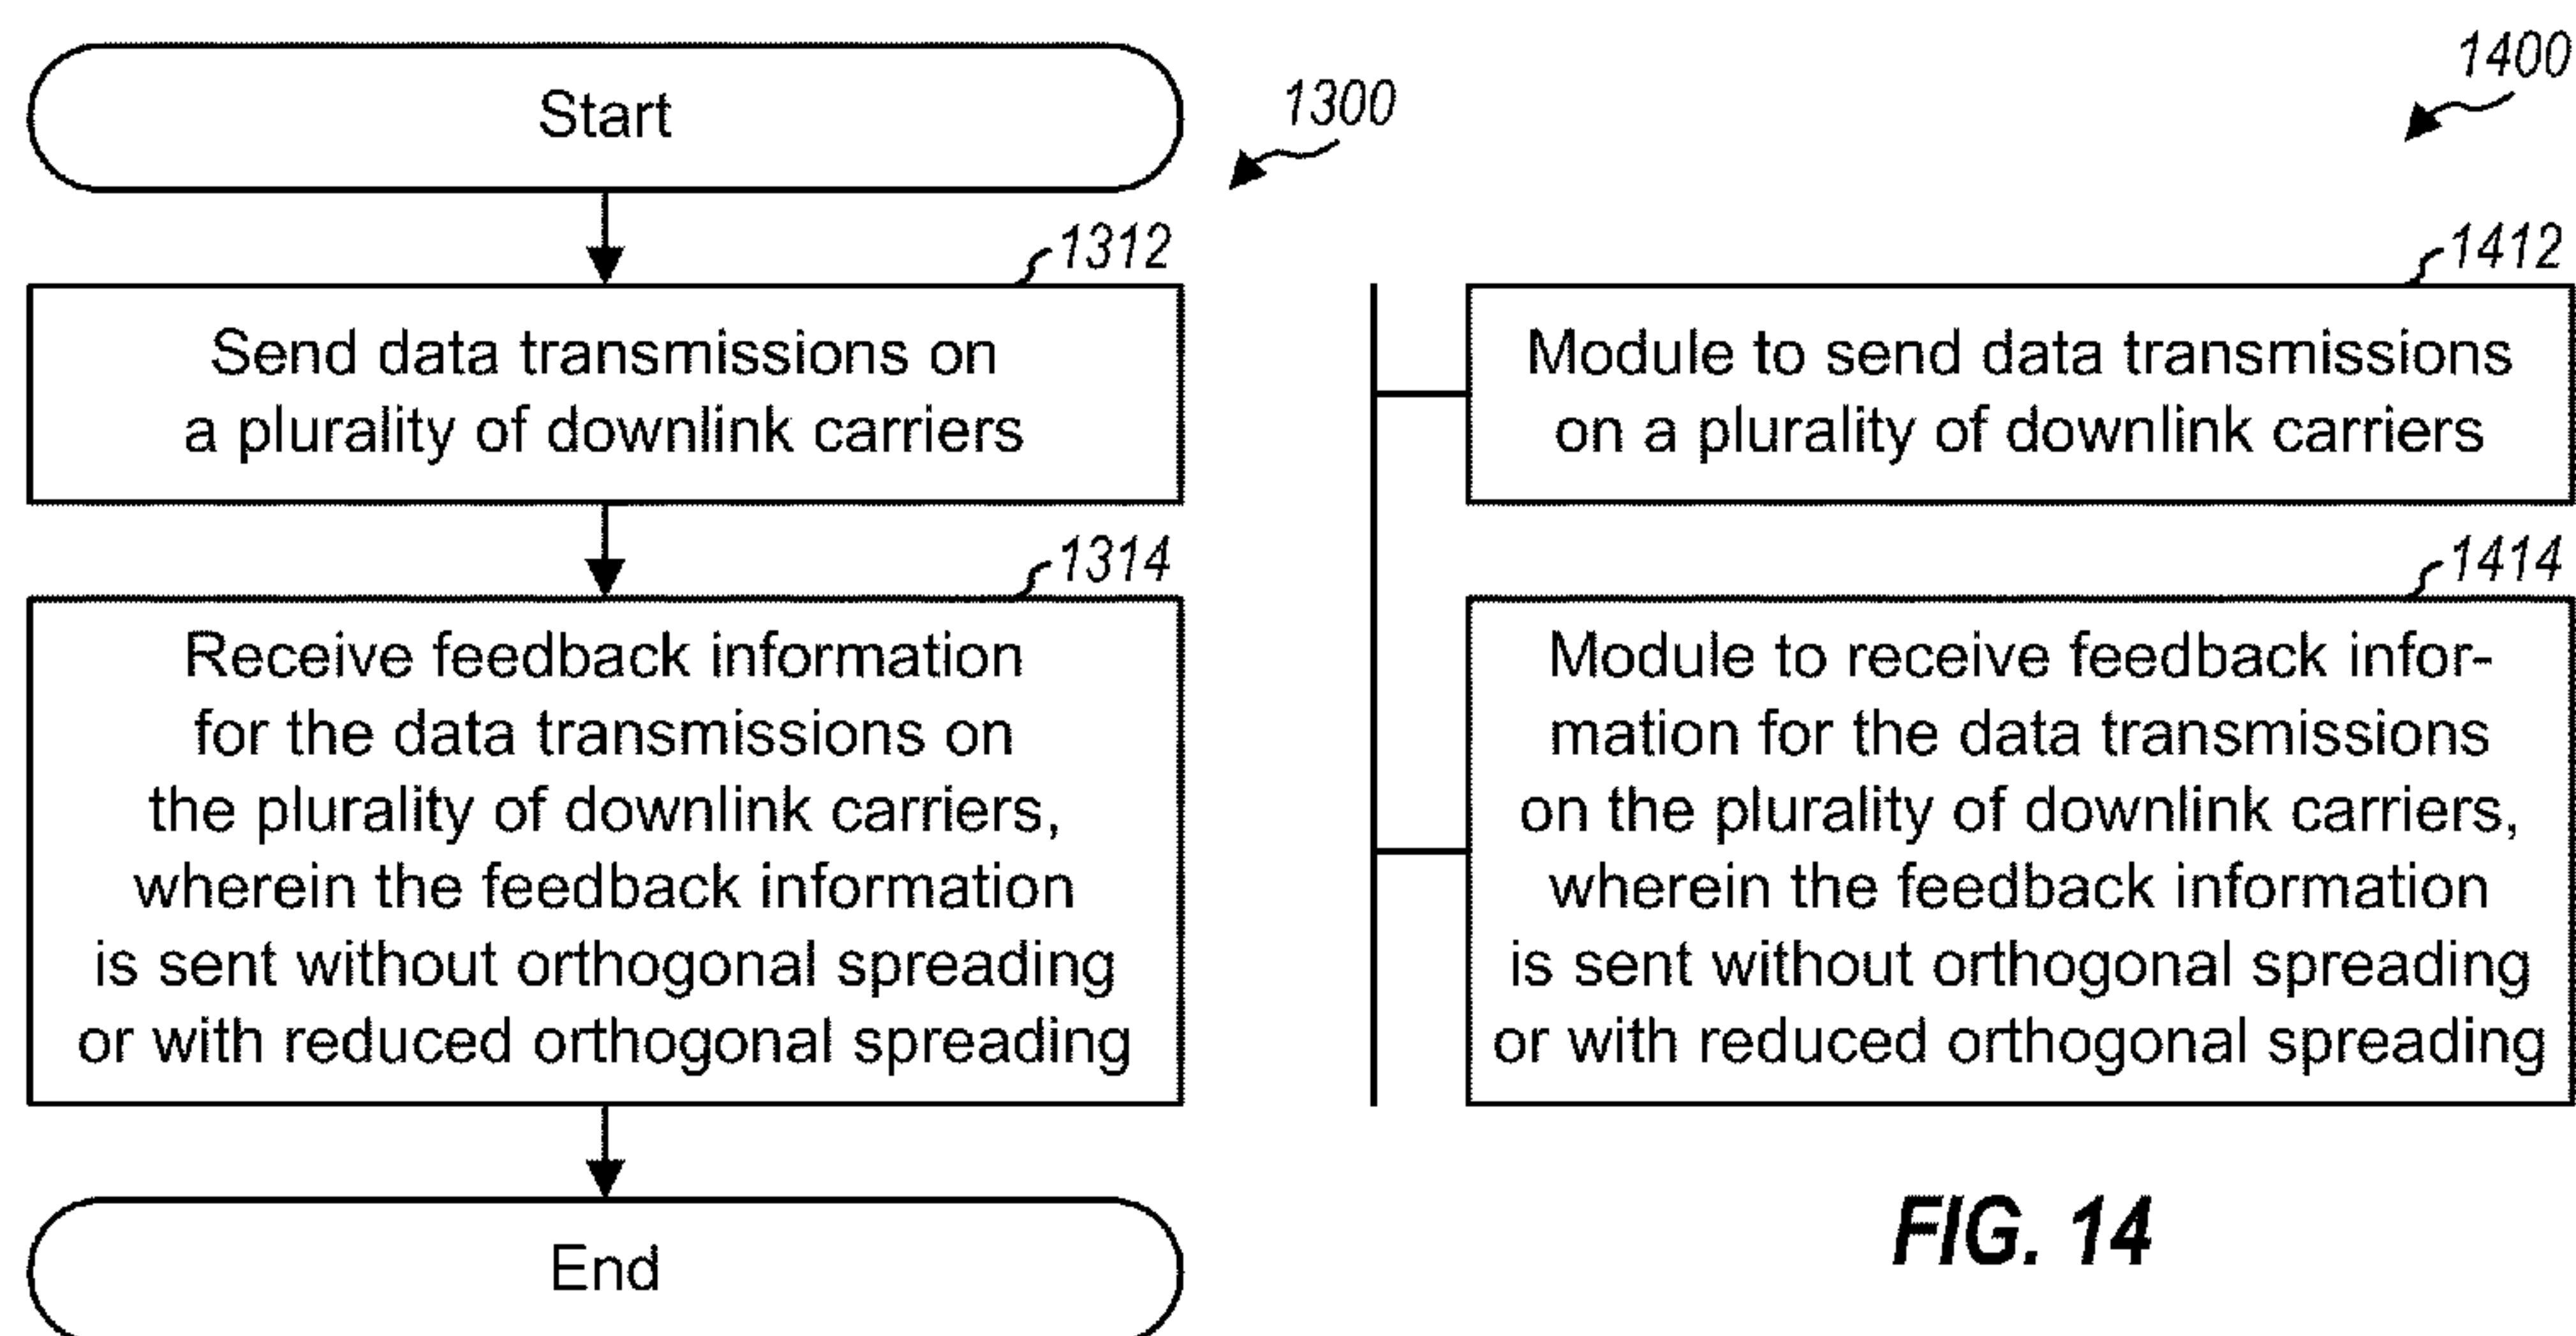 Start
1300
1312
Send data transmissions on
a plurality of downlink carriers
1314
Receive feedback information
for the data transmissions on
the plurality of downlink carriers,
wherein the feedback information
is sent without orthogonal spreading
or with reduced orthogonal spreading
End
1400
1412
Module to send data transmissions
on a plurality of downlink carriers
1414
Module to receive feedback infor-
mation for the data transmissions
on the plurality of downlink carriers,
wherein the feedback information
is sent without orthogonal spreading
or with reduced orthogonal spreading
FIG. 14